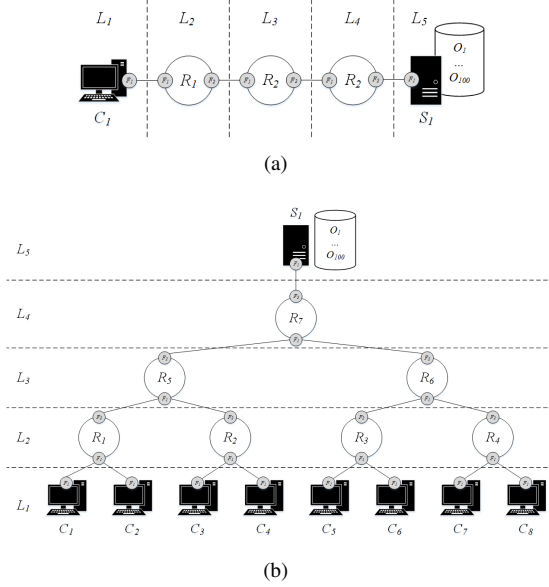 L1 L2 L3 L4 L5
O1
...
O100
F1 F1 R1 F2 F1 R2 F2 F1 R2 F2 F1
C1 S1
(a)
S1
O1
...
O100
L5
F1
F2
L4 R7
F1
F2 F2
L3 R5 R6
F1 F1
F2 F2 F2 F2
L2 R1 R2 R3 R4
F1 F1 F1 F1
F1 F1 F1 F1 F1 F1 F1 F1
L1
C1 C2 C3 C4 C5 C6 C7 C8
(b)